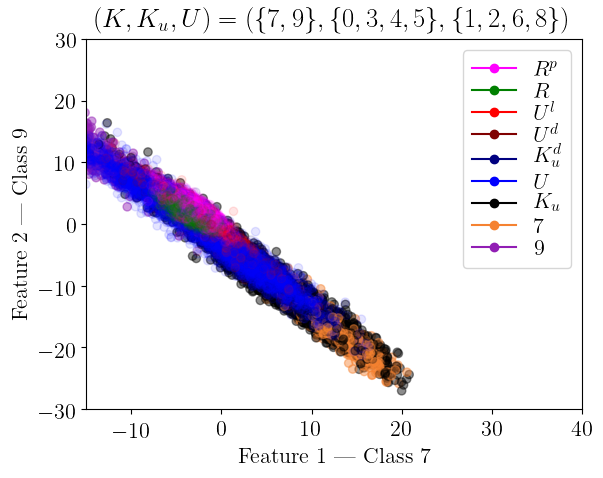 (K, K_u, U) = ({7, 9}, {0, 3, 4, 5}, {1, 2, 6, 8})
30
20
10
0
−10
−20
−30
Feature 2 — Class 9
R^p
R
U^l
U^d
K_u^d
U
K_u
7
9
−10
0
10
20
30
40
Feature 1 — Class 7